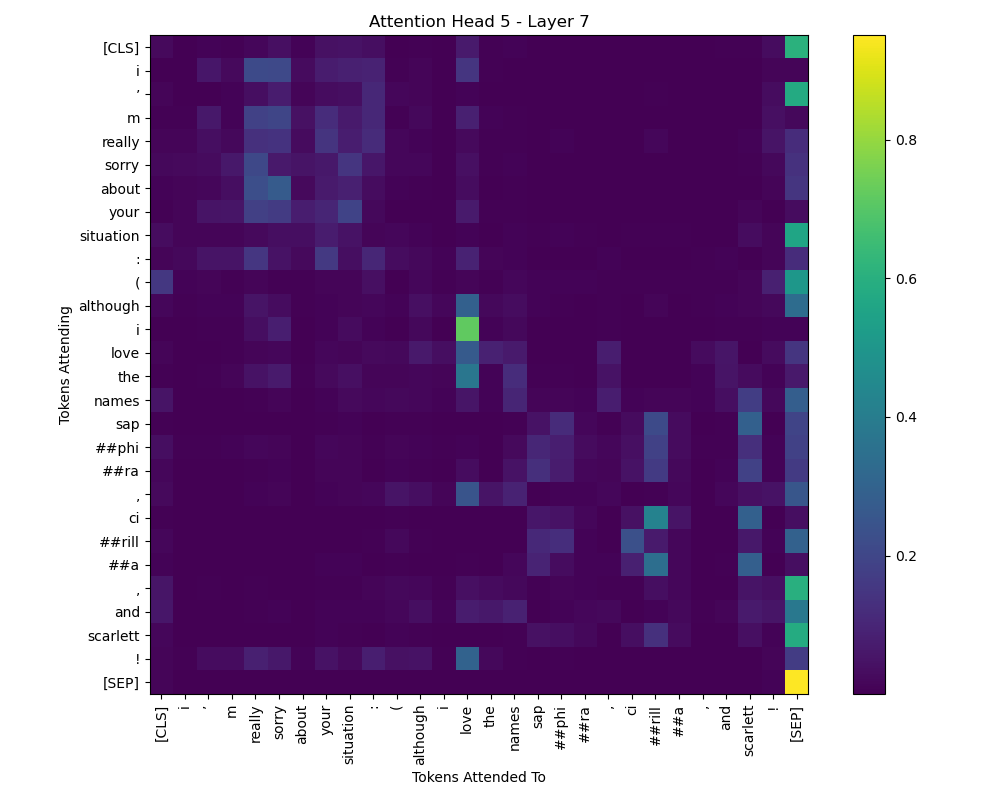 Attention Head 5 - Layer 7
[CLS]
i
’
m
really
sorry
about
your
situation
:
(
although
i
love
the
names
sap
##phi
##ra
,
ci
##rill
##a
,
and
scarlett
!
[SEP]
Tokens Attending
[CLS]
i
’
m
really
sorry
about
your
situation
:
(
although
i
love
the
names
sap
##phi
##ra
,
ci
##rill
##a
,
and
scarlett
!
[SEP]
Tokens Attended To
0.8
0.6
0.4
0.2